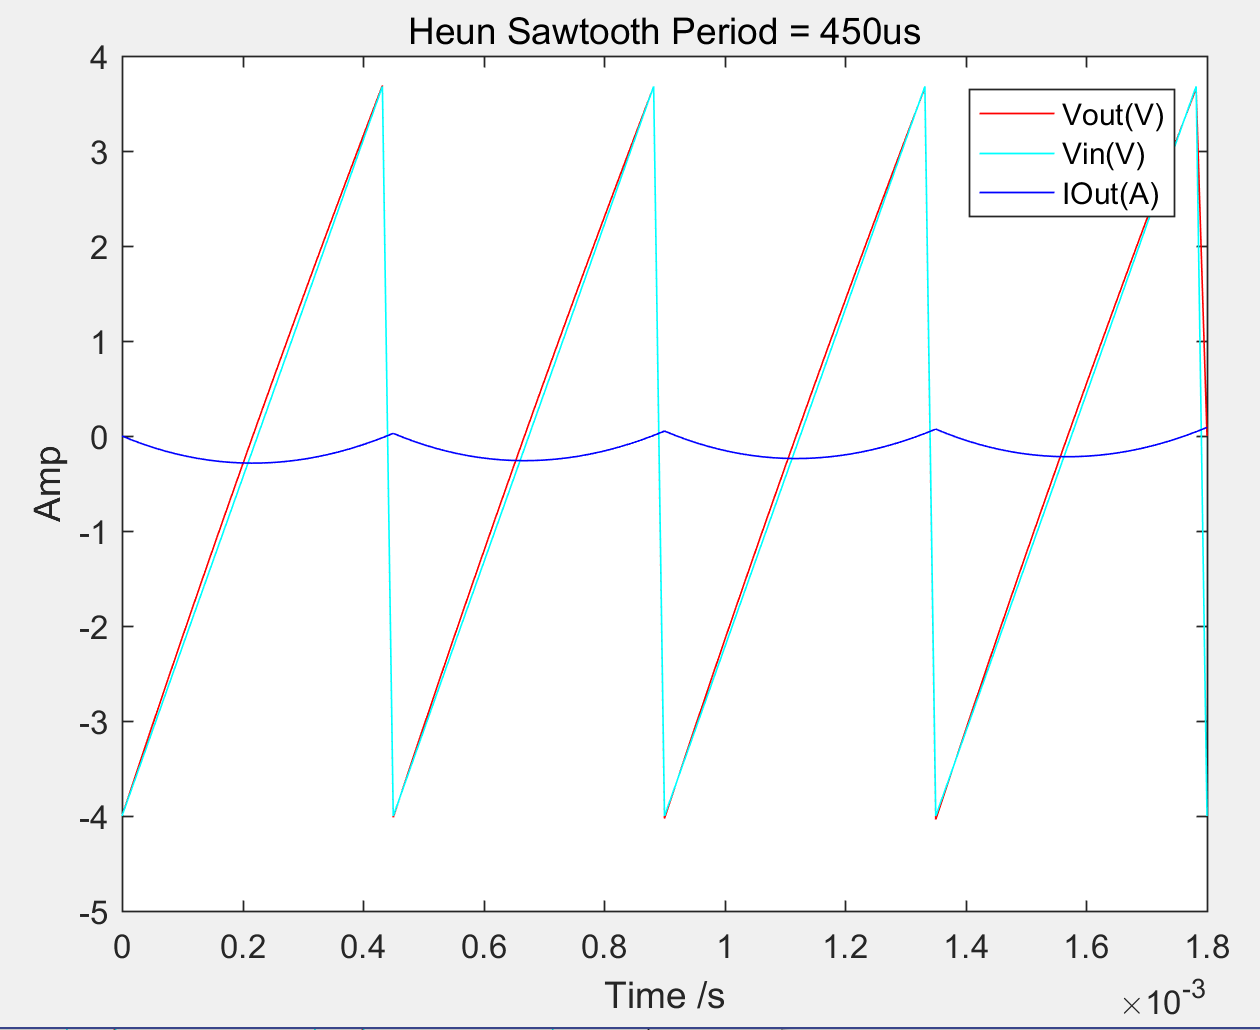 Heun Sawtooth Period = 450us
4
3
2
1
0
-1
-2
-3
-4
-5
Amp
Vout(V)
Vin(V)
IOut(A)
0 0.2 0.4 0.6 0.8 1 1.2 1.4 1.6 1.8
Time /s
×10-3